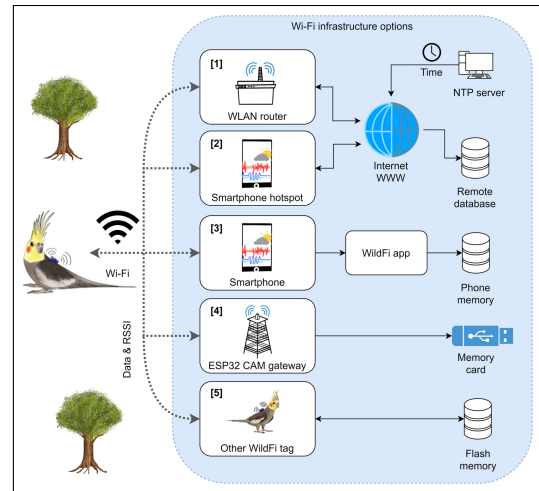 Wi-Fi infrastructure options
[1]
WLAN router
Time
NTP server
Internet
WWW
[2]
Smartphone hotspot
Remote
database
Wi-Fi
[3]
Smartphone
WildFi app
Phone
memory
Data & RSSI
[4]
ESP32 CAM gateway
Memory
card
[5]
Other WildFi tag
Flash
memory